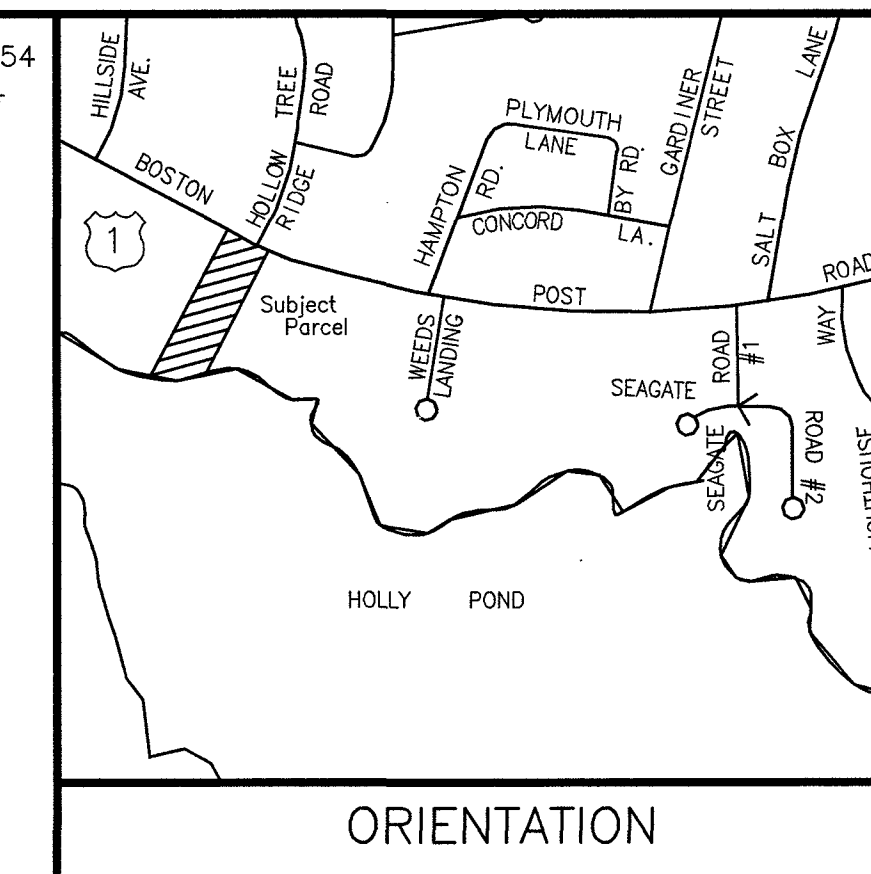 54
HILLSIDE
AVE.
HOLLOW TREE
RIDGE ROAD
BOSTON
1
PLYMOUTH
LANE
HAMPTON
RD.
BY RD.
CONCORD
LA.
GARDINER
STREET
SALT BOX LANE
POST
ROAD
Subject
Parcel
WEEDS
LANDING
SEAGATE
ROAD
#1
WAY
SEAGATE
ROAD #2
HOLLY POND
ORIENTATION